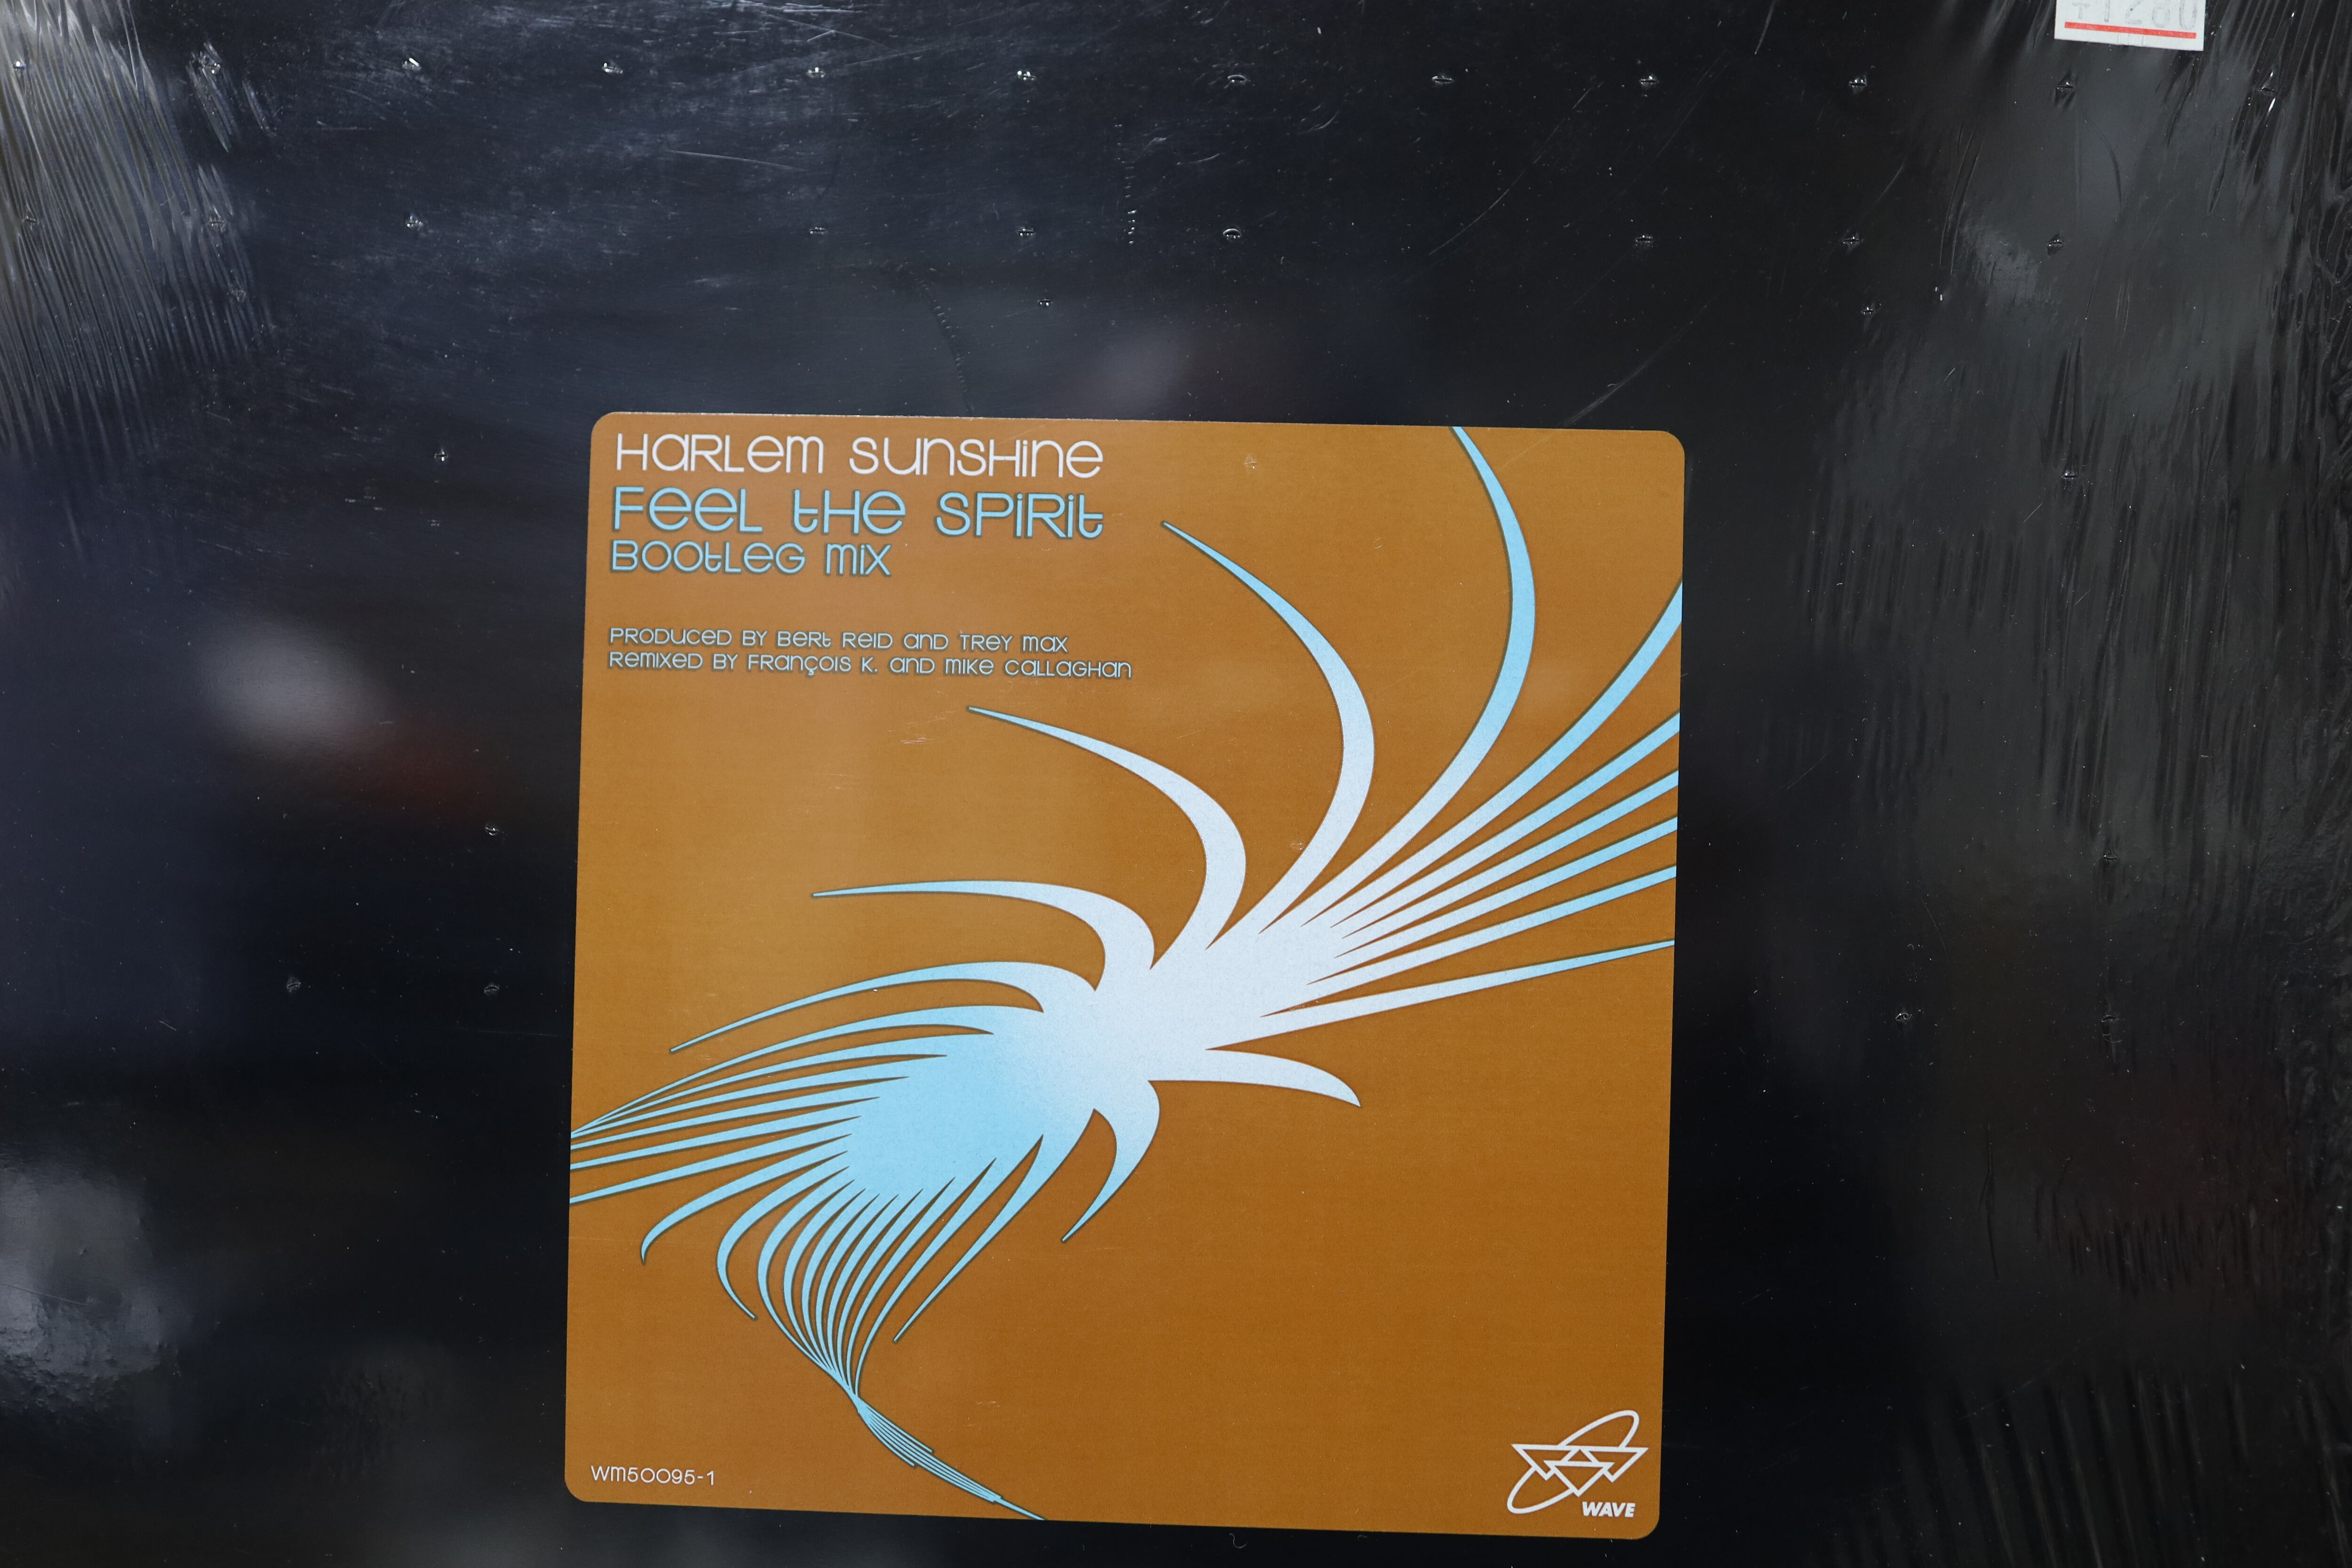 ¥1280
HARLEM SUNSHINE
FEEL THE SPIRIT
BOOTLEG MIX
PRODUCED BY BERT REID AND TREY MAX
REMIXED BY FRANÇOIS K. AND MIKE CALLAGHAN
WM50095-1
WAVE